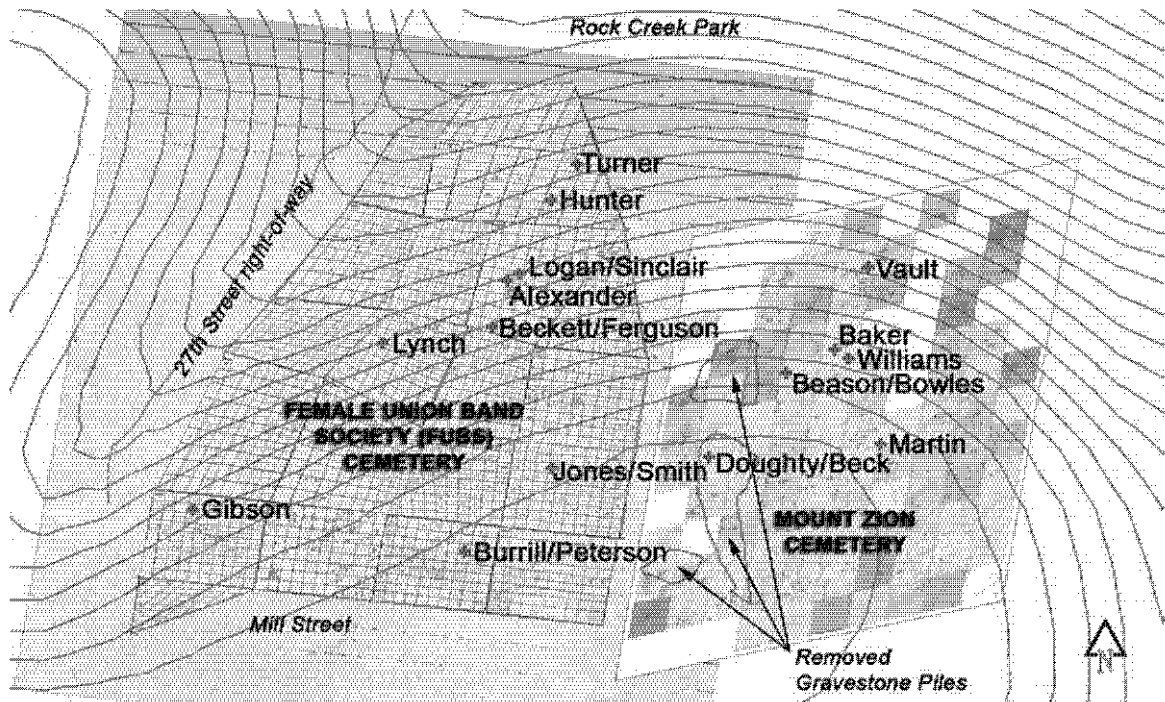 Rock Creek Park
Turner
Hunter
27th Street right-of-way
Logan/Sinclair
Vault
Alexander
Beckett/Ferguson
Baker
Lynch
Williams
Beason/Bowles
FEMALE UNION BAND
SOCIETY (FUBS)
CEMETERY
Martin
Doughty/Beck
Jones/Smith
Gibson
MOUNT ZION
CEMETERY
Burrill/Peterson
Mill Street
Removed
Gravestone Piles
N